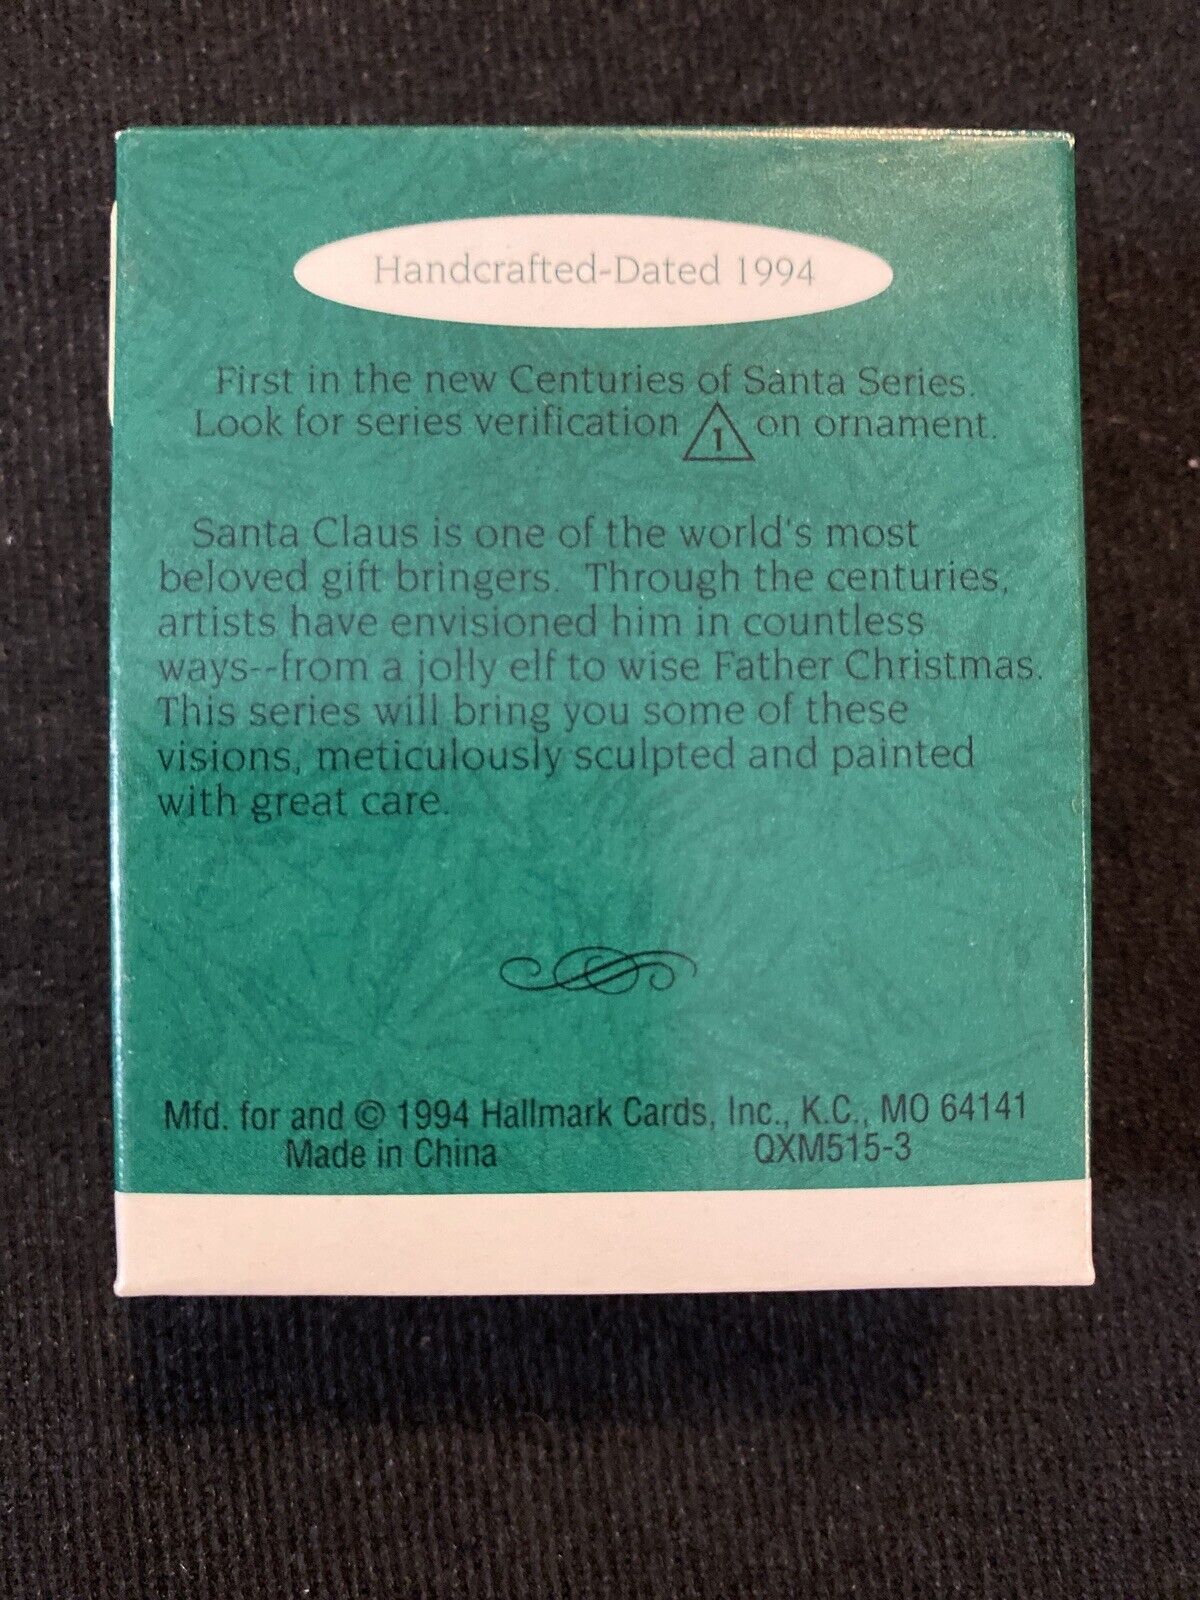 Handcrafted-Dated 1994
First in the new Centuries of Santa Series.
Look for series verification 1 on ornament.
Santa Claus is one of the world's most
beloved gift bringers. Through the centuries,
artists have envisioned him in countless
ways--from a jolly elf to wise Father Christmas.
This series will bring you some of these
visions, meticulously sculpted and painted
with great care.
Mfd. for and © 1994 Hallmark Cards, Inc., K.C., MO 64141
Made in China QXM515-3